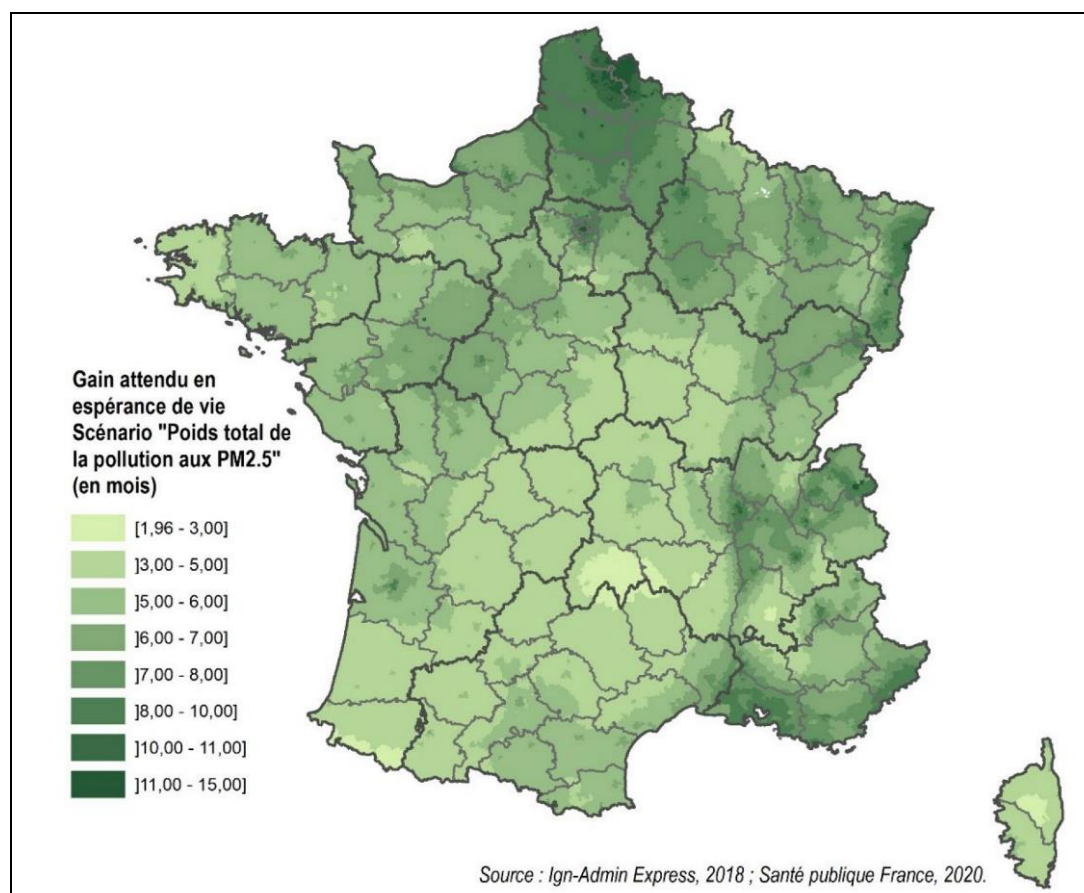 Gain attendu en
espérance de vie
Scénario "Poids total de
la pollution aux PM2.5"
(en mois)
[1,96 - 3,00]
]3,00 - 5,00]
]5,00 - 6,00]
]6,00 - 7,00]
]7,00 - 8,00]
]8,00 - 10,00]
]10,00 - 11,00]
]11,00 - 15,00]
Source : Ign-Admin Express, 2018 ; Santé publique France, 2020.